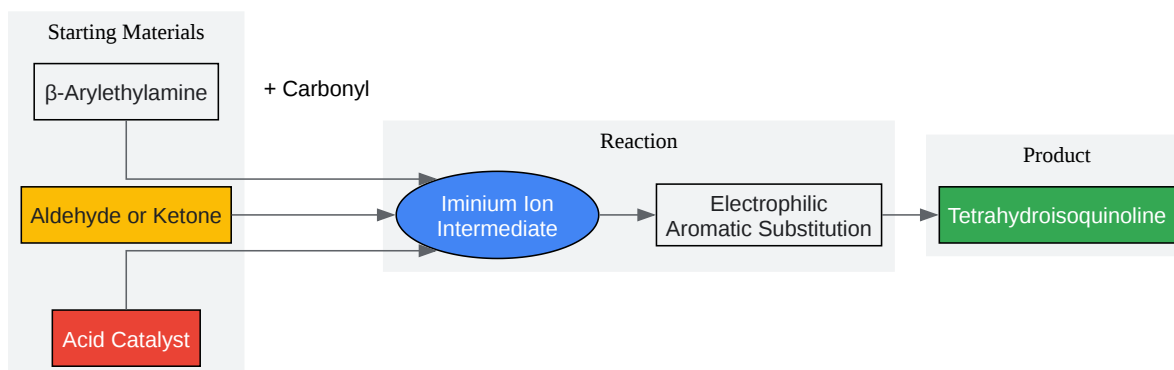 Starting Materials
β-Arylethylamine
+ Carbonyl
Aldehyde or Ketone
Acid Catalyst
Reaction
Iminium Ion
Intermediate
Electrophilic
Aromatic Substitution
Product
Tetrahydroisoquinoline